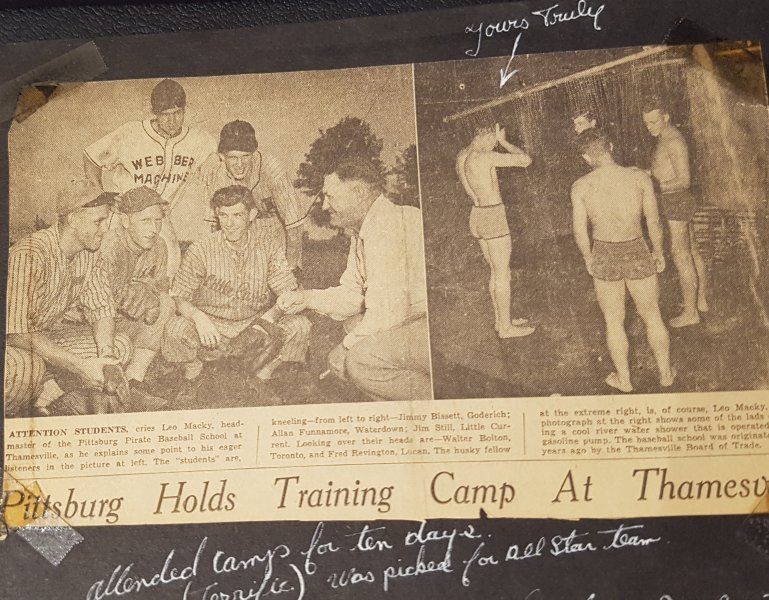 Yours Truly
WEBBER
MACHINE
ATTENTION STUDENTS, cries Leo Macky, head-
master of the Pittsburg Pirate Baseball School at
Thamesville, as he explains some point to his eager
listeners in the picture at left. The "students" are,
kneeling—from left to right—Jimmy Bissett, Goderich;
Allan Funnamore, Waterdown; Jim Still, Little Cur-
rent. Looking over their heads are—Walter Bolton,
Toronto, and Fred Revington, Lucan. The husky fellow
at the extreme right, is, of course, Leo Macky.
photograph at the right shows some of the lads
ing a cool river water shower that is operated
gasoline pump. The baseball school was originat
years ago by the Thamesville Board of Trade.
Pittsburg Holds Training Camp At Thamesv
attended camp for ten days.
(Terrific) was picked for all Star team